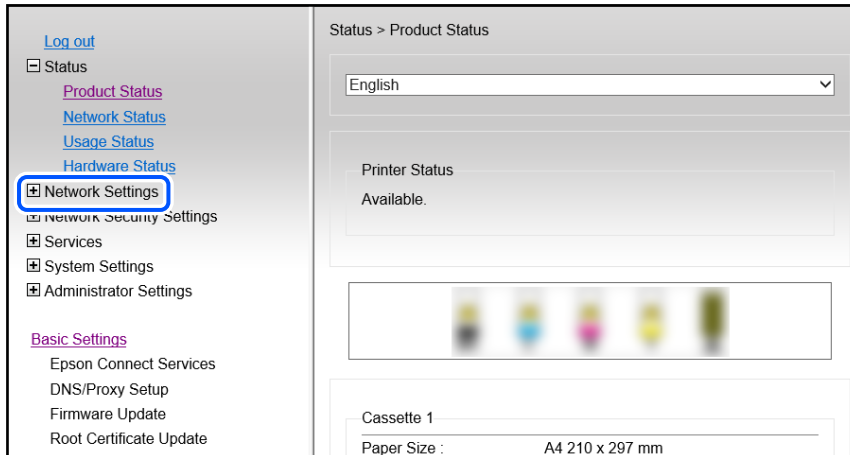 Log out
Status
Product Status
Network Status
Usage Status
Hardware Status
Network Settings
Network Security Settings
Services
System Settings
Administrator Settings
Basic Settings
Epson Connect Services
DNS/Proxy Setup
Firmware Update
Root Certificate Update
Status > Product Status
English
Printer Status
Available.
Cassette 1
Paper Size : A4 210 x 297 mm